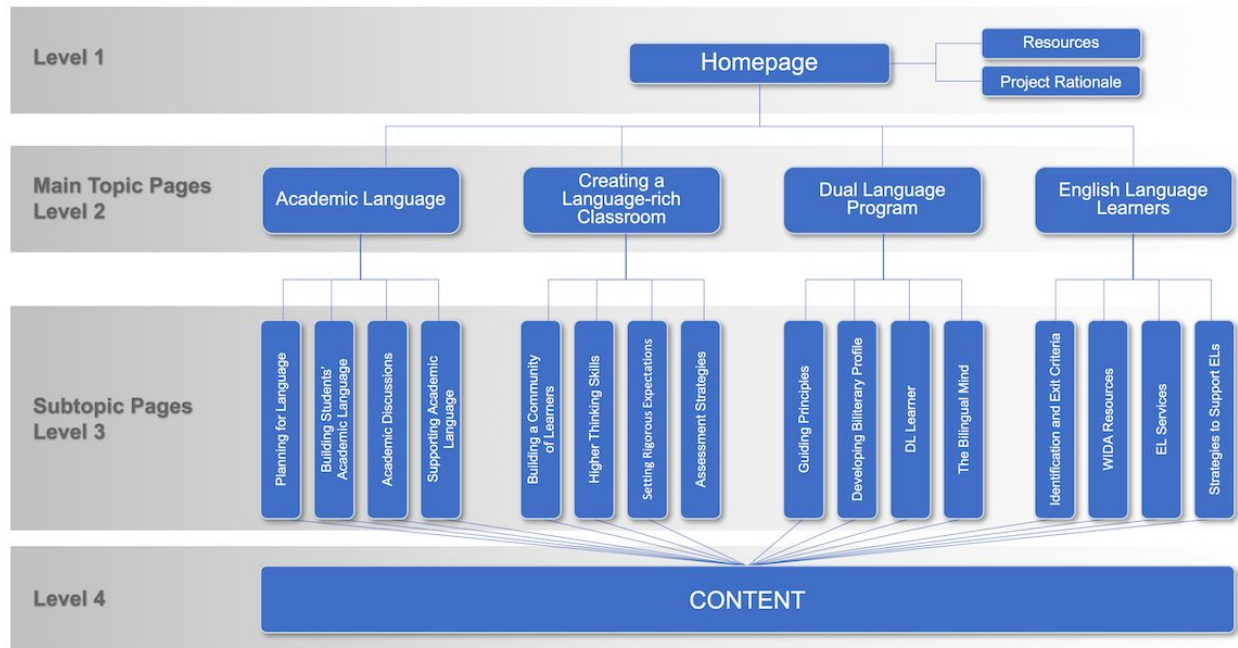 Level 1
Homepage
Resources
Project Rationale
Main Topic Pages
Level 2
Academic Language
Creating a
Language-rich
Classroom
Dual Language
Program
English Language
Learners
Subtopic Pages
Level 3
Planning for Language
Building Students'
Academic Language
Academic Discussions
Supporting Academic
Language
Building a Community
of Learners
Higher Thinking Skills
Setting Rigorous Expectations
Assessment Strategies
Guiding Principles
Developing Biliterary Profile
DL Learner
The Bilingual Mind
Identification and Exit Criteria
WIDA Resources
EL Services
Strategies to Support ELs
Level 4
CONTENT